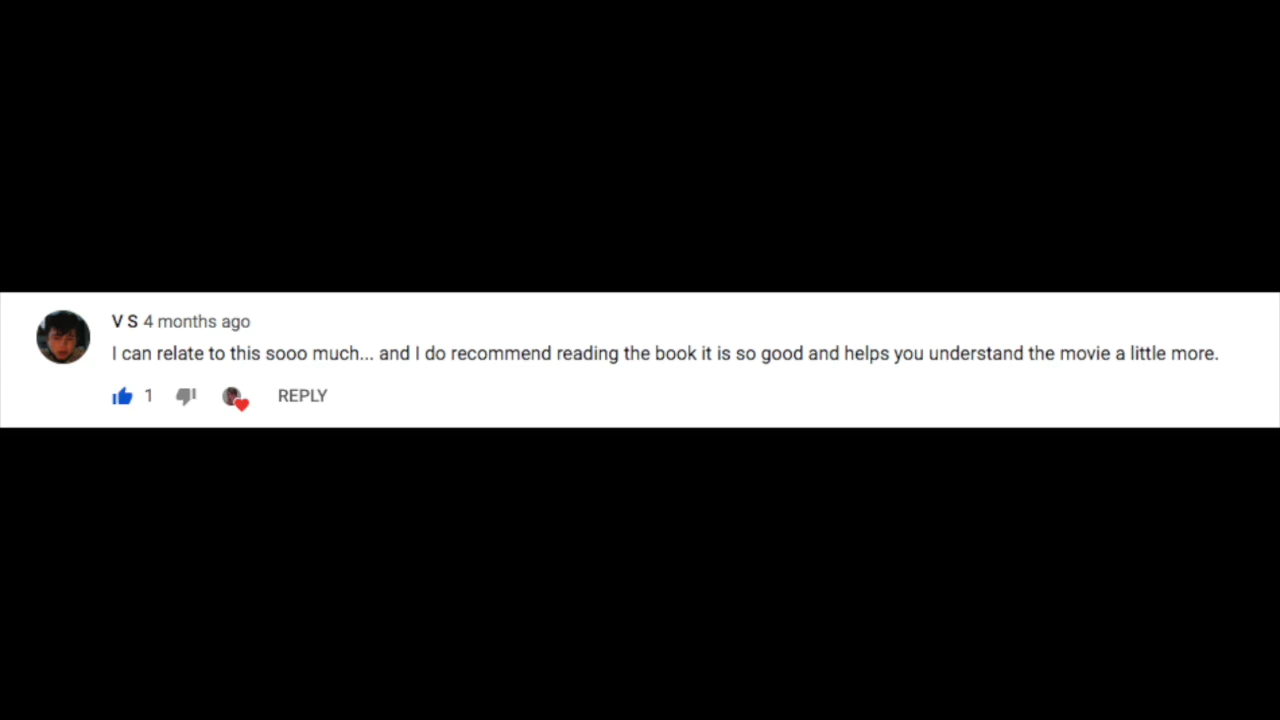 V S 4 months ago
I can relate to this sooo much... and I do recommend reading the book it is so good and helps you understand the movie a little more.
1 REPLY